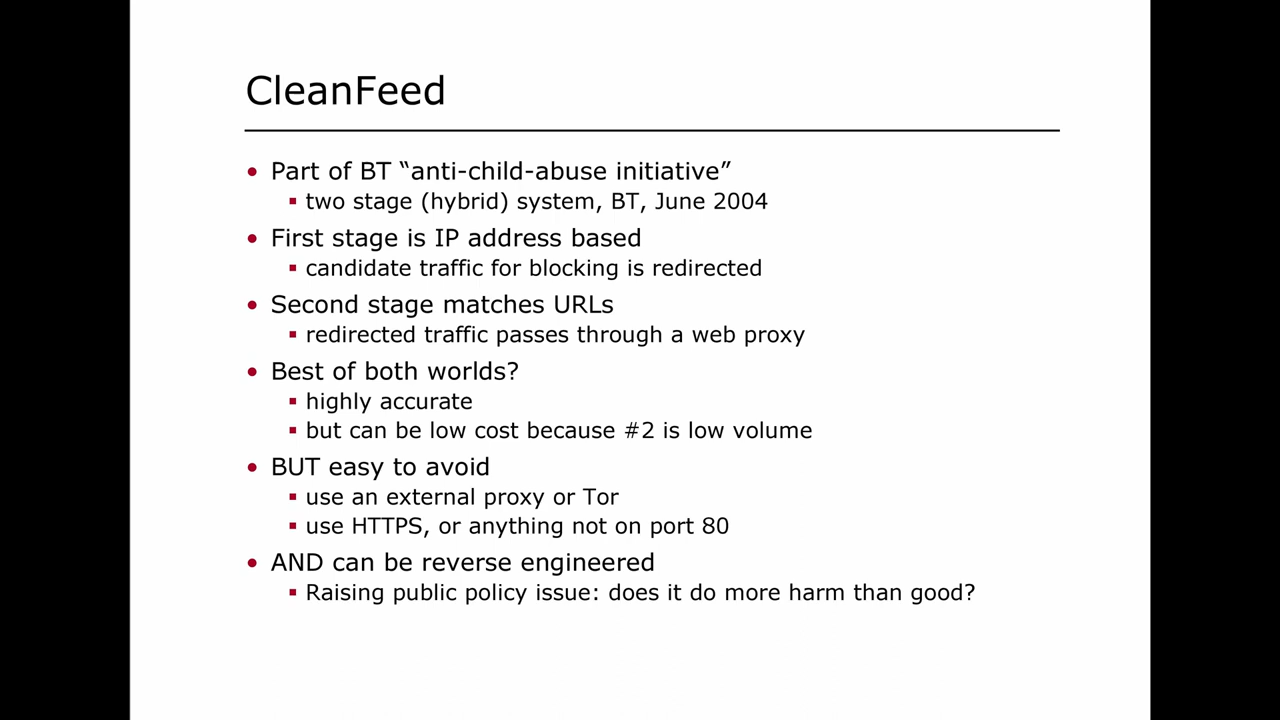 CleanFeed
• Part of BT “anti-child-abuse initiative”
▪ two stage (hybrid) system, BT, June 2004
• First stage is IP address based
▪ candidate traffic for blocking is redirected
• Second stage matches URLs
▪ redirected traffic passes through a web proxy
• Best of both worlds?
▪ highly accurate
▪ but can be low cost because #2 is low volume
• BUT easy to avoid
▪ use an external proxy or Tor
▪ use HTTPS, or anything not on port 80
• AND can be reverse engineered
▪ Raising public policy issue: does it do more harm than good?